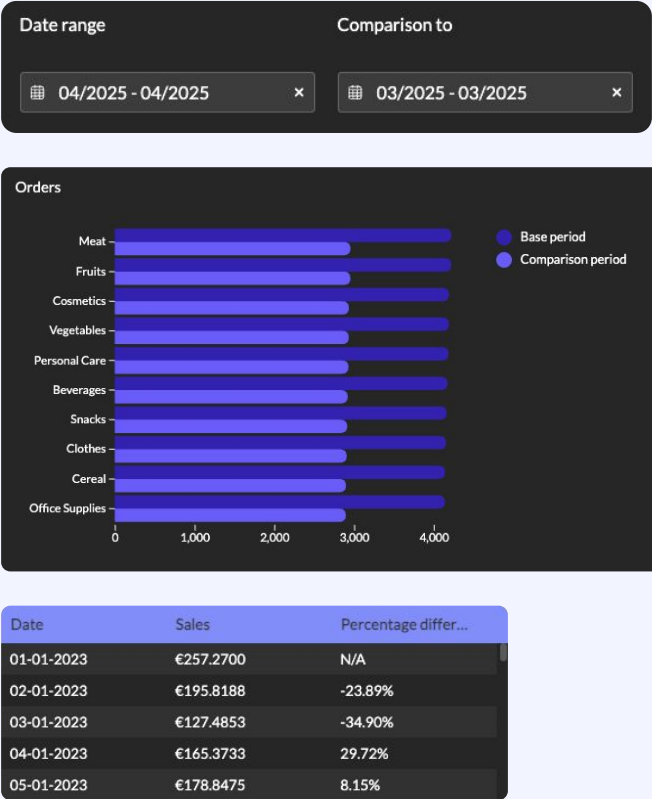 Date range Comparison to
04/2025 - 04/2025 × 03/2025 - 03/2025 ×
Orders
Base period
Comparison period
Meat
Fruits
Cosmetics
Vegetables
Personal Care
Beverages
Snacks
Clothes
Cereal
Office Supplies
0 1,000 2,000 3,000 4,000
Date Sales Percentage differ...
01-01-2023 €257.2700 N/A
02-01-2023 €195.8188 -23.89%
03-01-2023 €127.4853 -34.90%
04-01-2023 €165.3733 29.72%
05-01-2023 €178.8475 8.15%